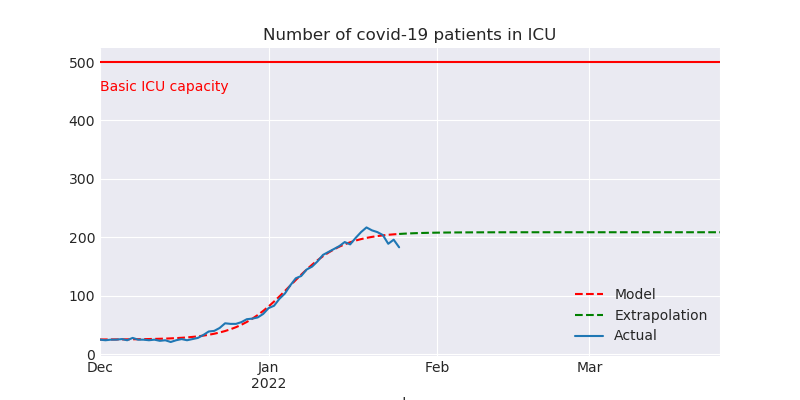 Number of covid-19 patients in ICU
500
Basic ICU capacity
400
300
200
100
0
Model
Extrapolation
Actual
Dec Jan Feb Mar
2022